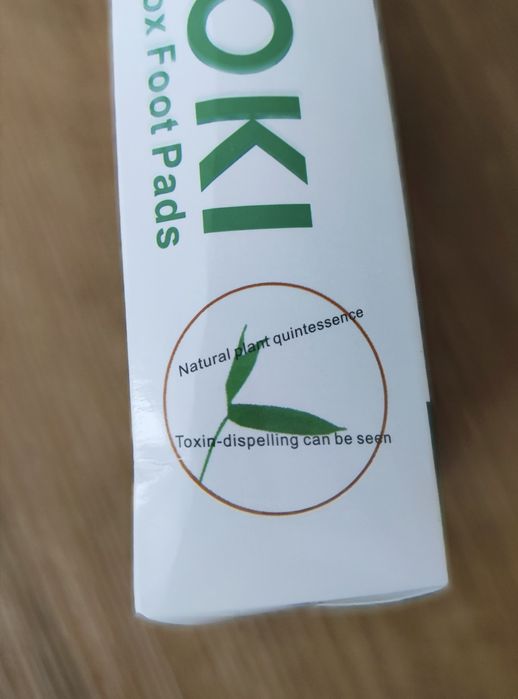 OKI
ox Foot Pads
Natural plant quintessence
Toxin-dispelling can be seen